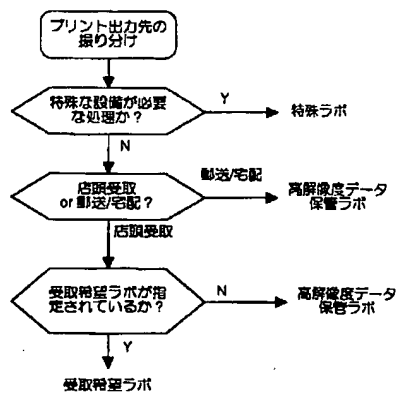 プリント出力先の
振り分け
特殊な設備が必要
な処理か？
Y
特殊ラボ
N
店頭受取
or 郵送/宅配？
郵送/宅配
高解像度データ
保管ラボ
店頭受取
受取希望ラボが指
定されているか？
N
高解像度データ
保管ラボ
Y
受取希望ラボ